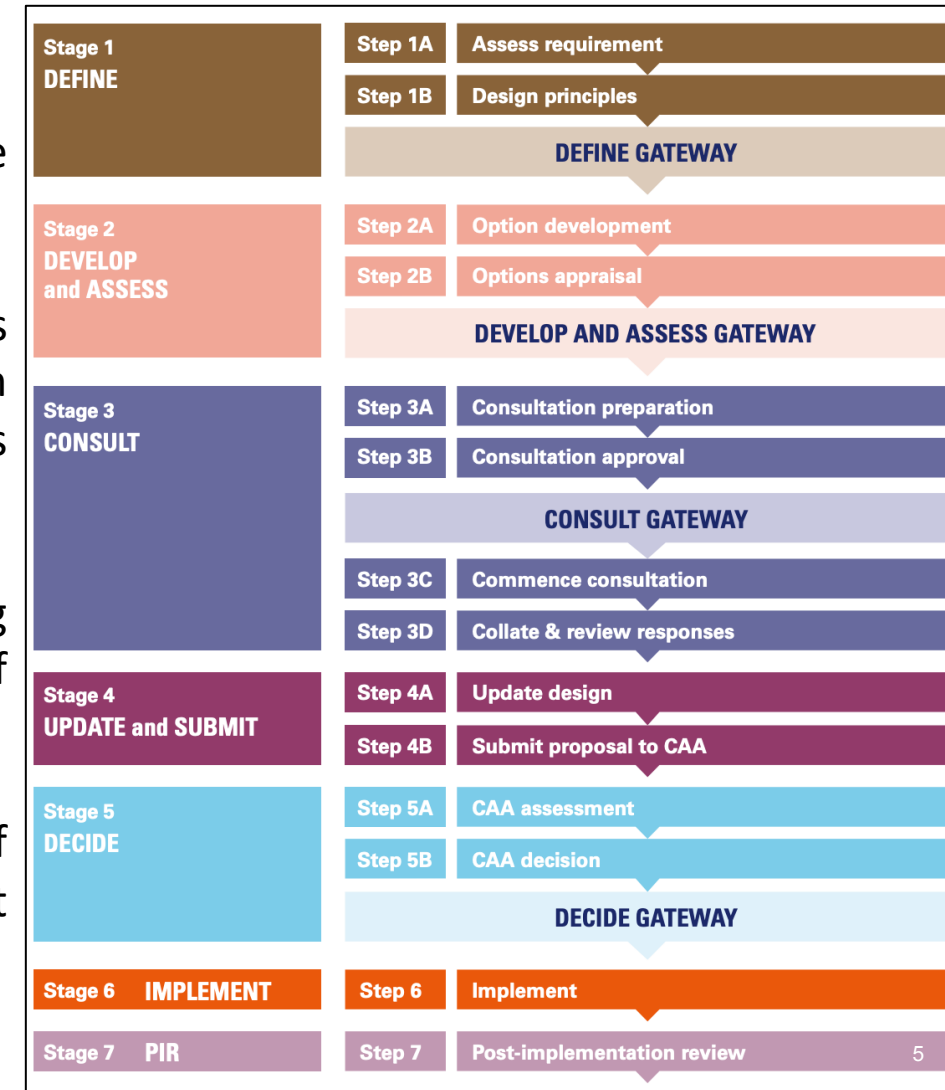 e
s
n
s
g
f
f
t
Stage 1
DEFINE
Step 1A Assess requirement
Step 1B Design principles
DEFINE GATEWAY
Stage 2
DEVELOP
and ASSESS
Step 2A Option development
Step 2B Options appraisal
DEVELOP AND ASSESS GATEWAY
Stage 3
CONSULT
Step 3A Consultation preparation
Step 3B Consultation approval
CONSULT GATEWAY
Step 3C Commence consultation
Step 3D Collate & review responses
Stage 4
UPDATE and SUBMIT
Step 4A Update design
Step 4B Submit proposal to CAA
Stage 5
DECIDE
Step 5A CAA assessment
Step 5B CAA decision
DECIDE GATEWAY
Stage 6 IMPLEMENT Step 6 Implement
Stage 7 PIR Step 7 Post-implementation review 5